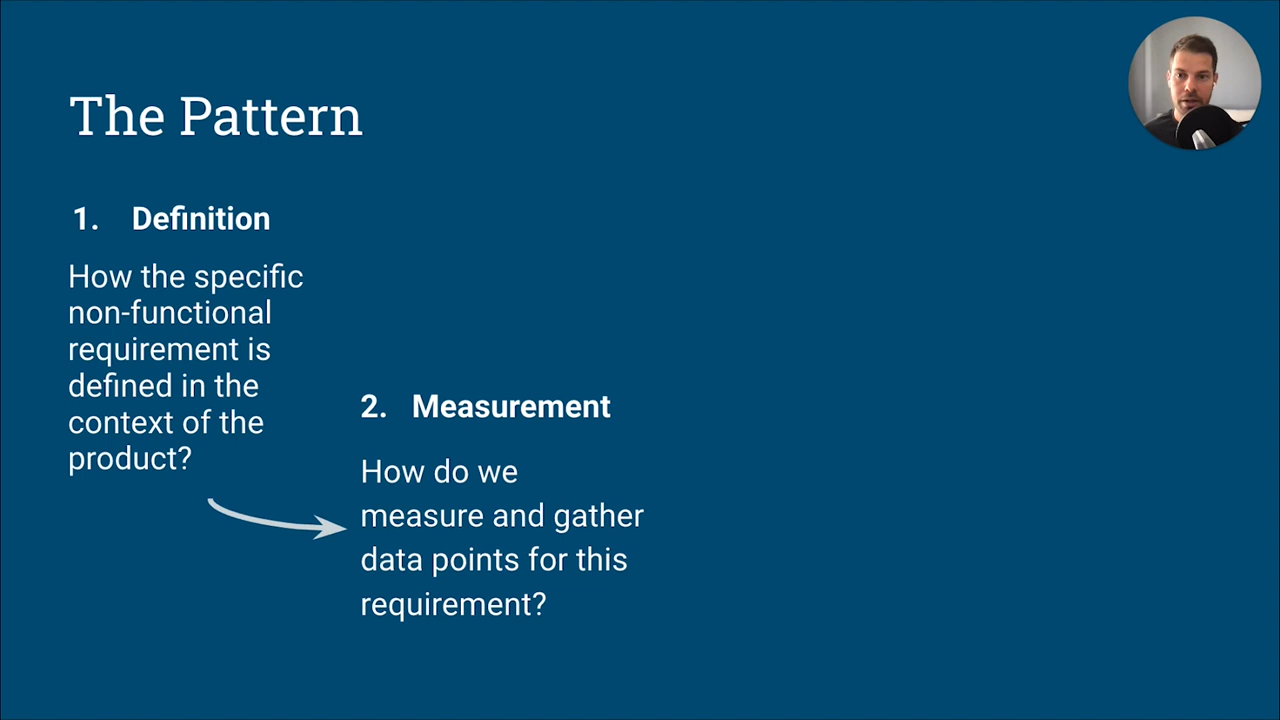 The Pattern
1. Definition
How the specific
non-functional
requirement is
defined in the
context of the
product?
2. Measurement
How do we
measure and gather
data points for this
requirement?